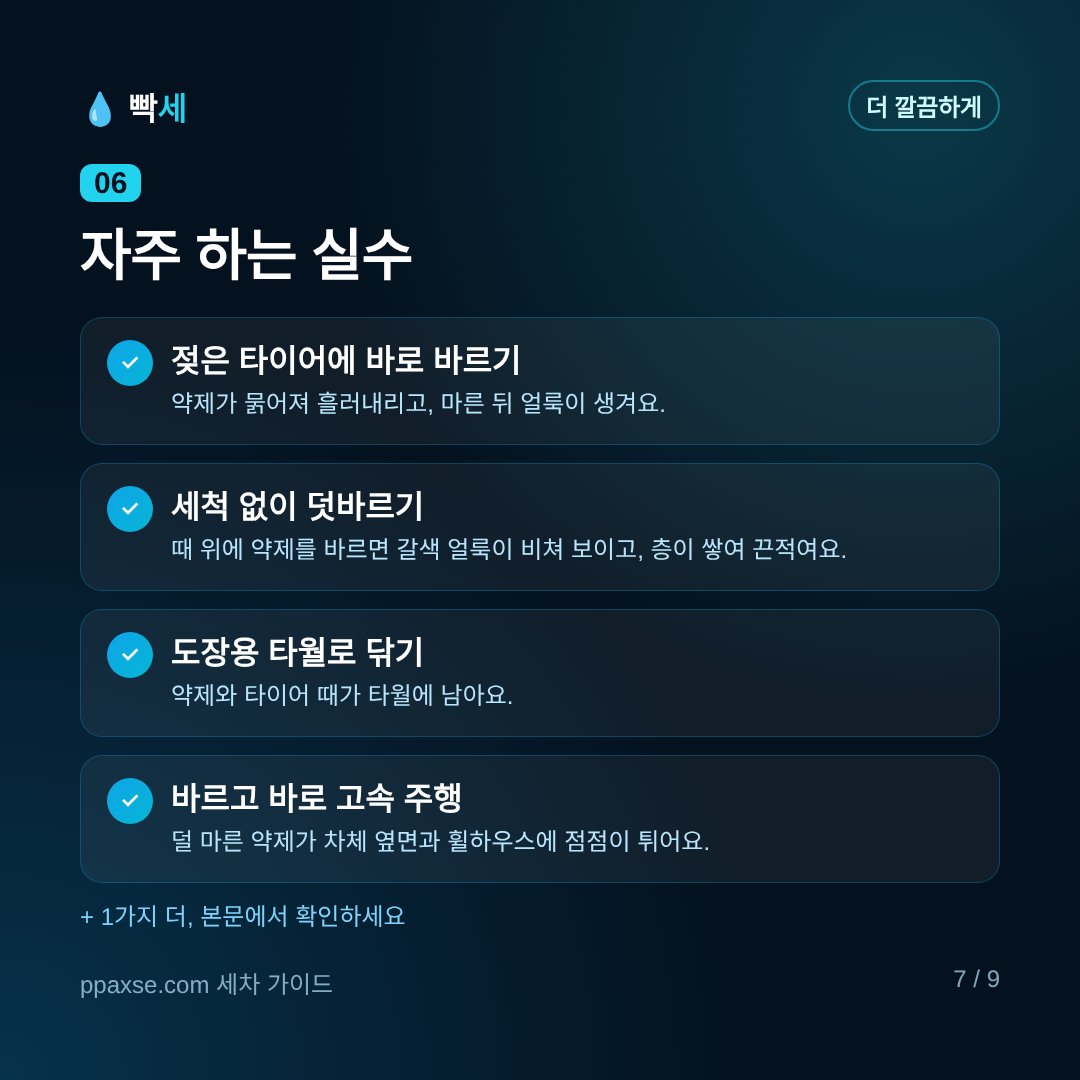 빡세
더 깔끔하게
06
자주 하는 실수
젖은 타이어에 바로 바르기
약제가 묽어져 흘러내리고, 마른 뒤 얼룩이 생겨요.
세척 없이 덧바르기
때 위에 약제를 바르면 갈색 얼룩이 비쳐 보이고, 층이 쌓여 끈적여요.
도장용 타월로 닦기
약제와 타이어 때가 타월에 남아요.
바르고 바로 고속 주행
덜 마른 약제가 차체 옆면과 휠하우스에 점점이 튀어요.
+ 1가지 더, 본문에서 확인하세요
ppaxse.com 세차 가이드
7 / 9